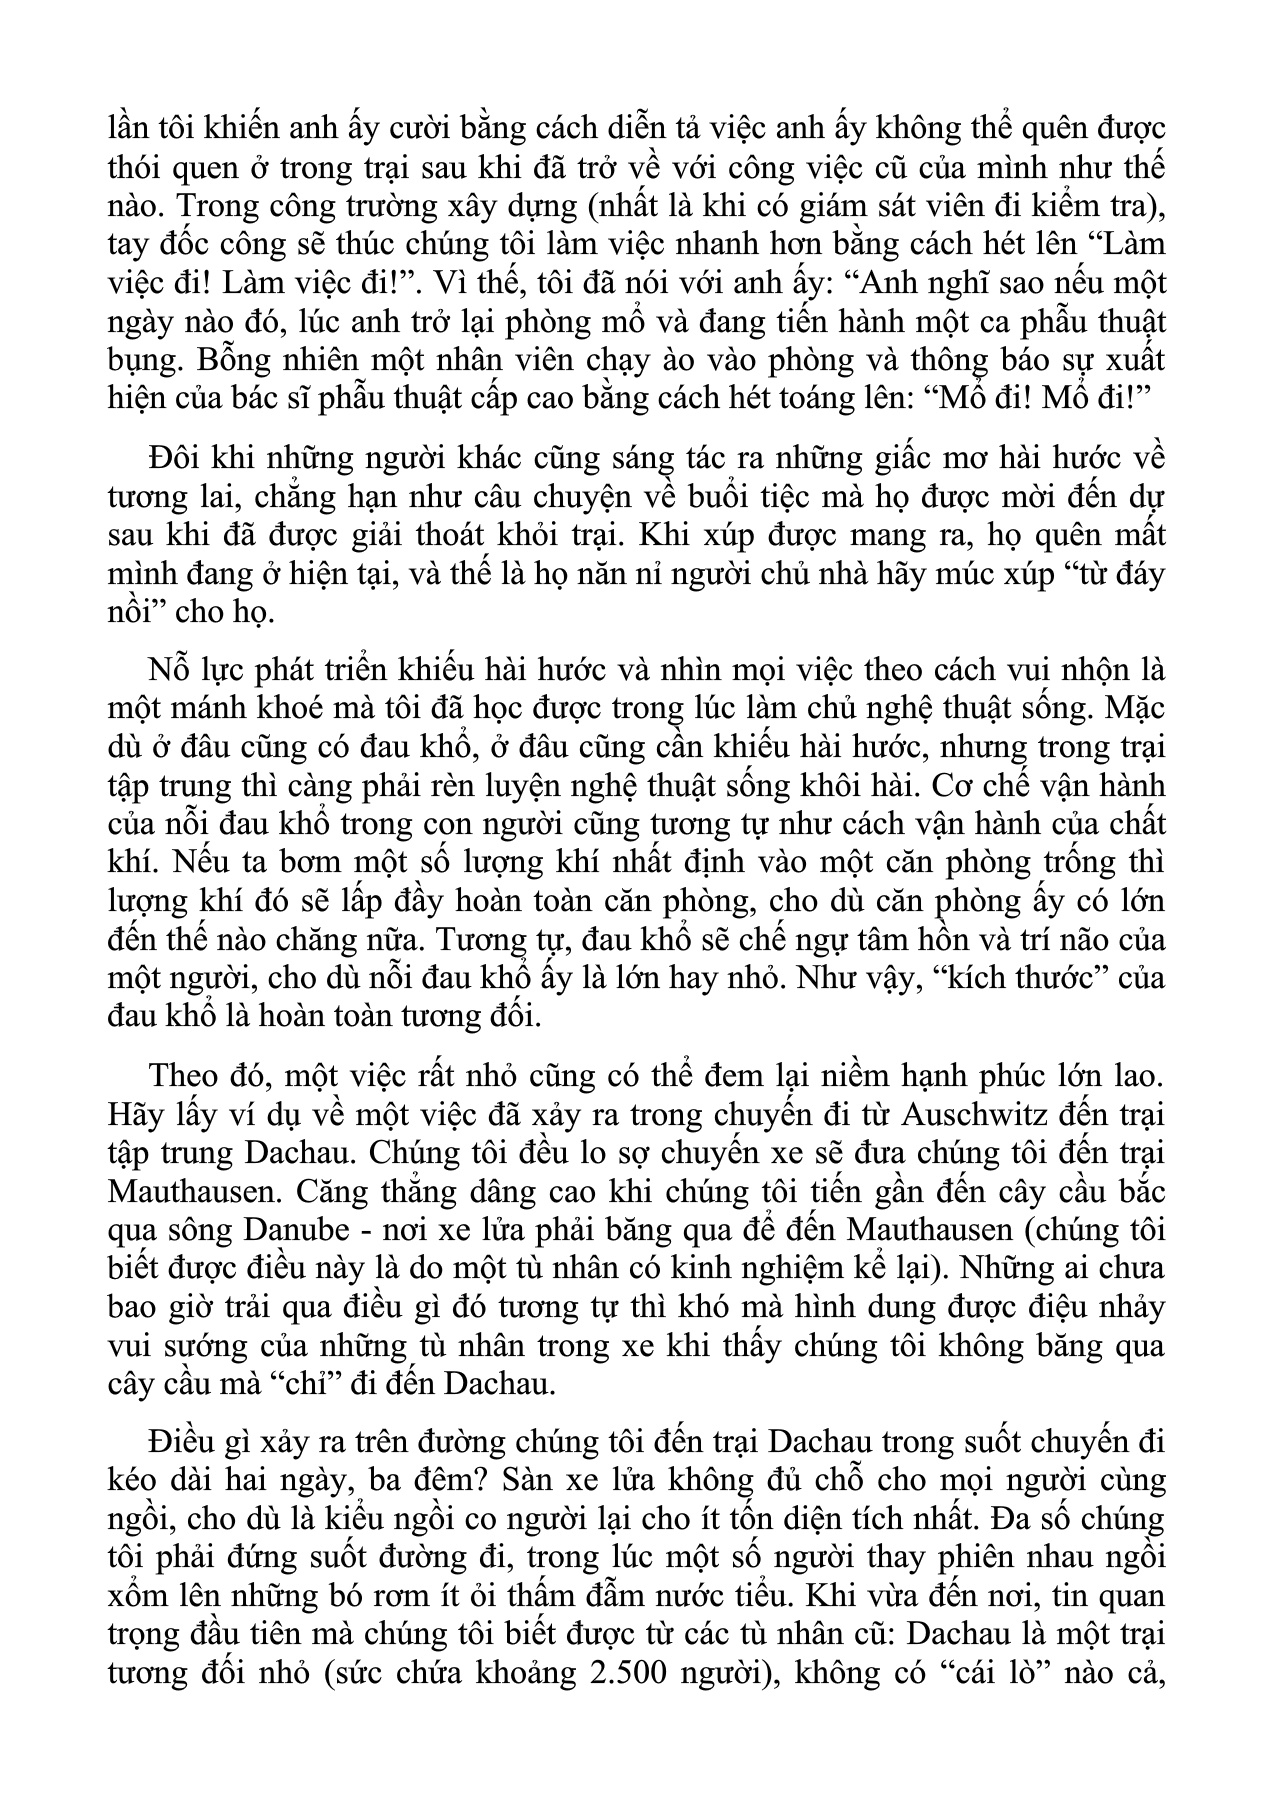 lần tôi khiến anh ấy cười bằng cách diễn tả việc anh ấy không thể quên được
thói quen ở trong trại sau khi đã trở về với công việc cũ của mình như thế
nào. Trong công trường xây dựng (nhất là khi có giám sát viên đi kiểm tra),
tay đốc công sẽ thúc chúng tôi làm việc nhanh hơn bằng cách hét lên “Làm
việc đi! Làm việc đi!”. Vì thế, tôi đã nói với anh ấy: “Anh nghĩ sao nếu một
ngày nào đó, lúc anh trở lại phòng mổ và đang tiến hành một ca phẫu thuật
bụng. Bỗng nhiên một nhân viên chạy ào vào phòng và thông báo sự xuất
hiện của bác sĩ phẫu thuật cấp cao bằng cách hét toáng lên: “Mổ đi! Mổ đi!”
Đôi khi những người khác cũng sáng tác ra những giấc mơ hài hước về
tương lai, chẳng hạn như câu chuyện về buổi tiệc mà họ được mời đến dự
sau khi đã được giải thoát khỏi trại. Khi xúp được mang ra, họ quên mất
mình đang ở hiện tại, và thế là họ năn nỉ người chủ nhà hãy múc xúp “từ đáy
nồi” cho họ.
Nỗ lực phát triển khiếu hài hước và nhìn mọi việc theo cách vui nhộn là
một mánh khoé mà tôi đã học được trong lúc làm chủ nghệ thuật sống. Mặc
dù ở đâu cũng có đau khổ, ở đâu cũng cần khiếu hài hước, nhưng trong trại
tập trung thì càng phải rèn luyện nghệ thuật sống khôi hài. Cơ chế vận hành
của nỗi đau khổ trong con người cũng tương tự như cách vận hành của chất
khí. Nếu ta bơm một số lượng khí nhất định vào một căn phòng trống thì
lượng khí đó sẽ lấp đầy hoàn toàn căn phòng, cho dù căn phòng ấy có lớn
đến thế nào chăng nữa. Tương tự, đau khổ sẽ chế ngự tâm hồn và trí não của
một người, cho dù nỗi đau khổ ấy là lớn hay nhỏ. Như vậy, “kích thước” của
đau khổ là hoàn toàn tương đối.
Theo đó, một việc rất nhỏ cũng có thể đem lại niềm hạnh phúc lớn lao.
Hãy lấy ví dụ về một việc đã xảy ra trong chuyến đi từ Auschwitz đến trại
tập trung Dachau. Chúng tôi đều lo sợ chuyến xe sẽ đưa chúng tôi đến trại
Mauthausen. Căng thẳng dâng cao khi chúng tôi tiến gần đến cây cầu bắc
qua sông Danube - nơi xe lửa phải băng qua để đến Mauthausen (chúng tôi
biết được điều này là do một tù nhân có kinh nghiệm kể lại). Những ai chưa
bao giờ trải qua điều gì đó tương tự thì khó mà hình dung được điệu nhảy
vui sướng của những tù nhân trong xe khi thấy chúng tôi không băng qua
cây cầu mà “chỉ” đi đến Dachau.
Điều gì xảy ra trên đường chúng tôi đến trại Dachau trong suốt chuyến đi
kéo dài hai ngày, ba đêm? Sàn xe lửa không đủ chỗ cho mọi người cùng
ngồi, cho dù là kiểu ngồi co người lại cho ít tốn diện tích nhất. Đa số chúng
tôi phải đứng suốt đường đi, trong lúc một số người thay phiên nhau ngồi
xổm lên những bó rơm ít ỏi thấm đẫm nước tiểu. Khi vừa đến nơi, tin quan
trọng đầu tiên mà chúng tôi biết được từ các tù nhân cũ: Dachau là một trại
tương đối nhỏ (sức chứa khoảng 2.500 người), không có “cái lò” nào cả,